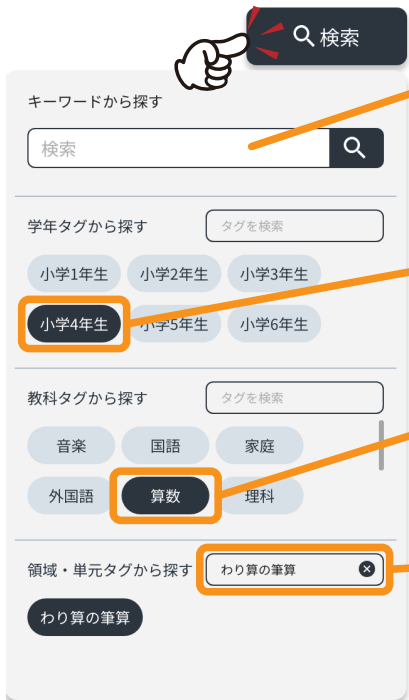 検索
キーワードから探す
検索
学年タグから探す タグを検索
小学1年生 小学2年生 小学3年生
小学4年生 小学5年生 小学6年生
教科タグから探す タグを検索
音楽 国語 家庭
外国語 算数 理科
領域・単元タグから探す わり算の筆算
わり算の筆算